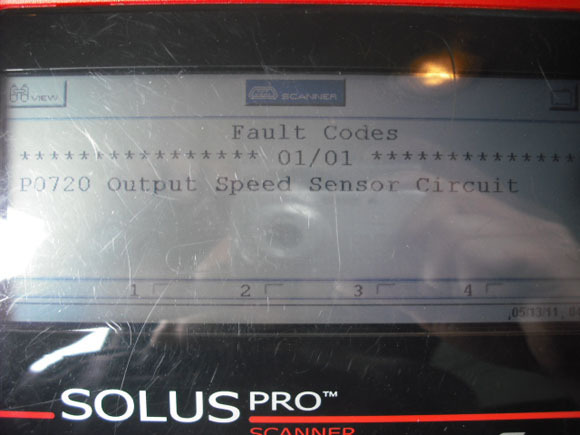 VIEW SCANNER
Fault Codes
**************** 01/01 **************
P0720 Output Speed Sensor Circuit
1 2 3 4
05/13/11,
SOLUS PRO™
SCANNER